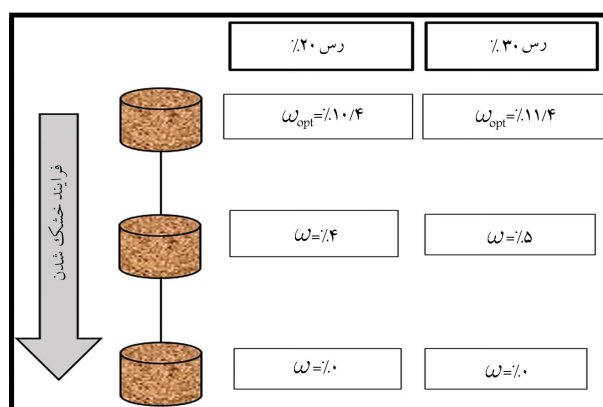 رس ۳۰٪
رس ۲۰٪
ω_opt=٪۱۱/۴
ω_opt=٪۱۰/۴
ω=٪۵
ω=٪۴
ω=٪۰
ω=٪۰
فرایند خشک شدن